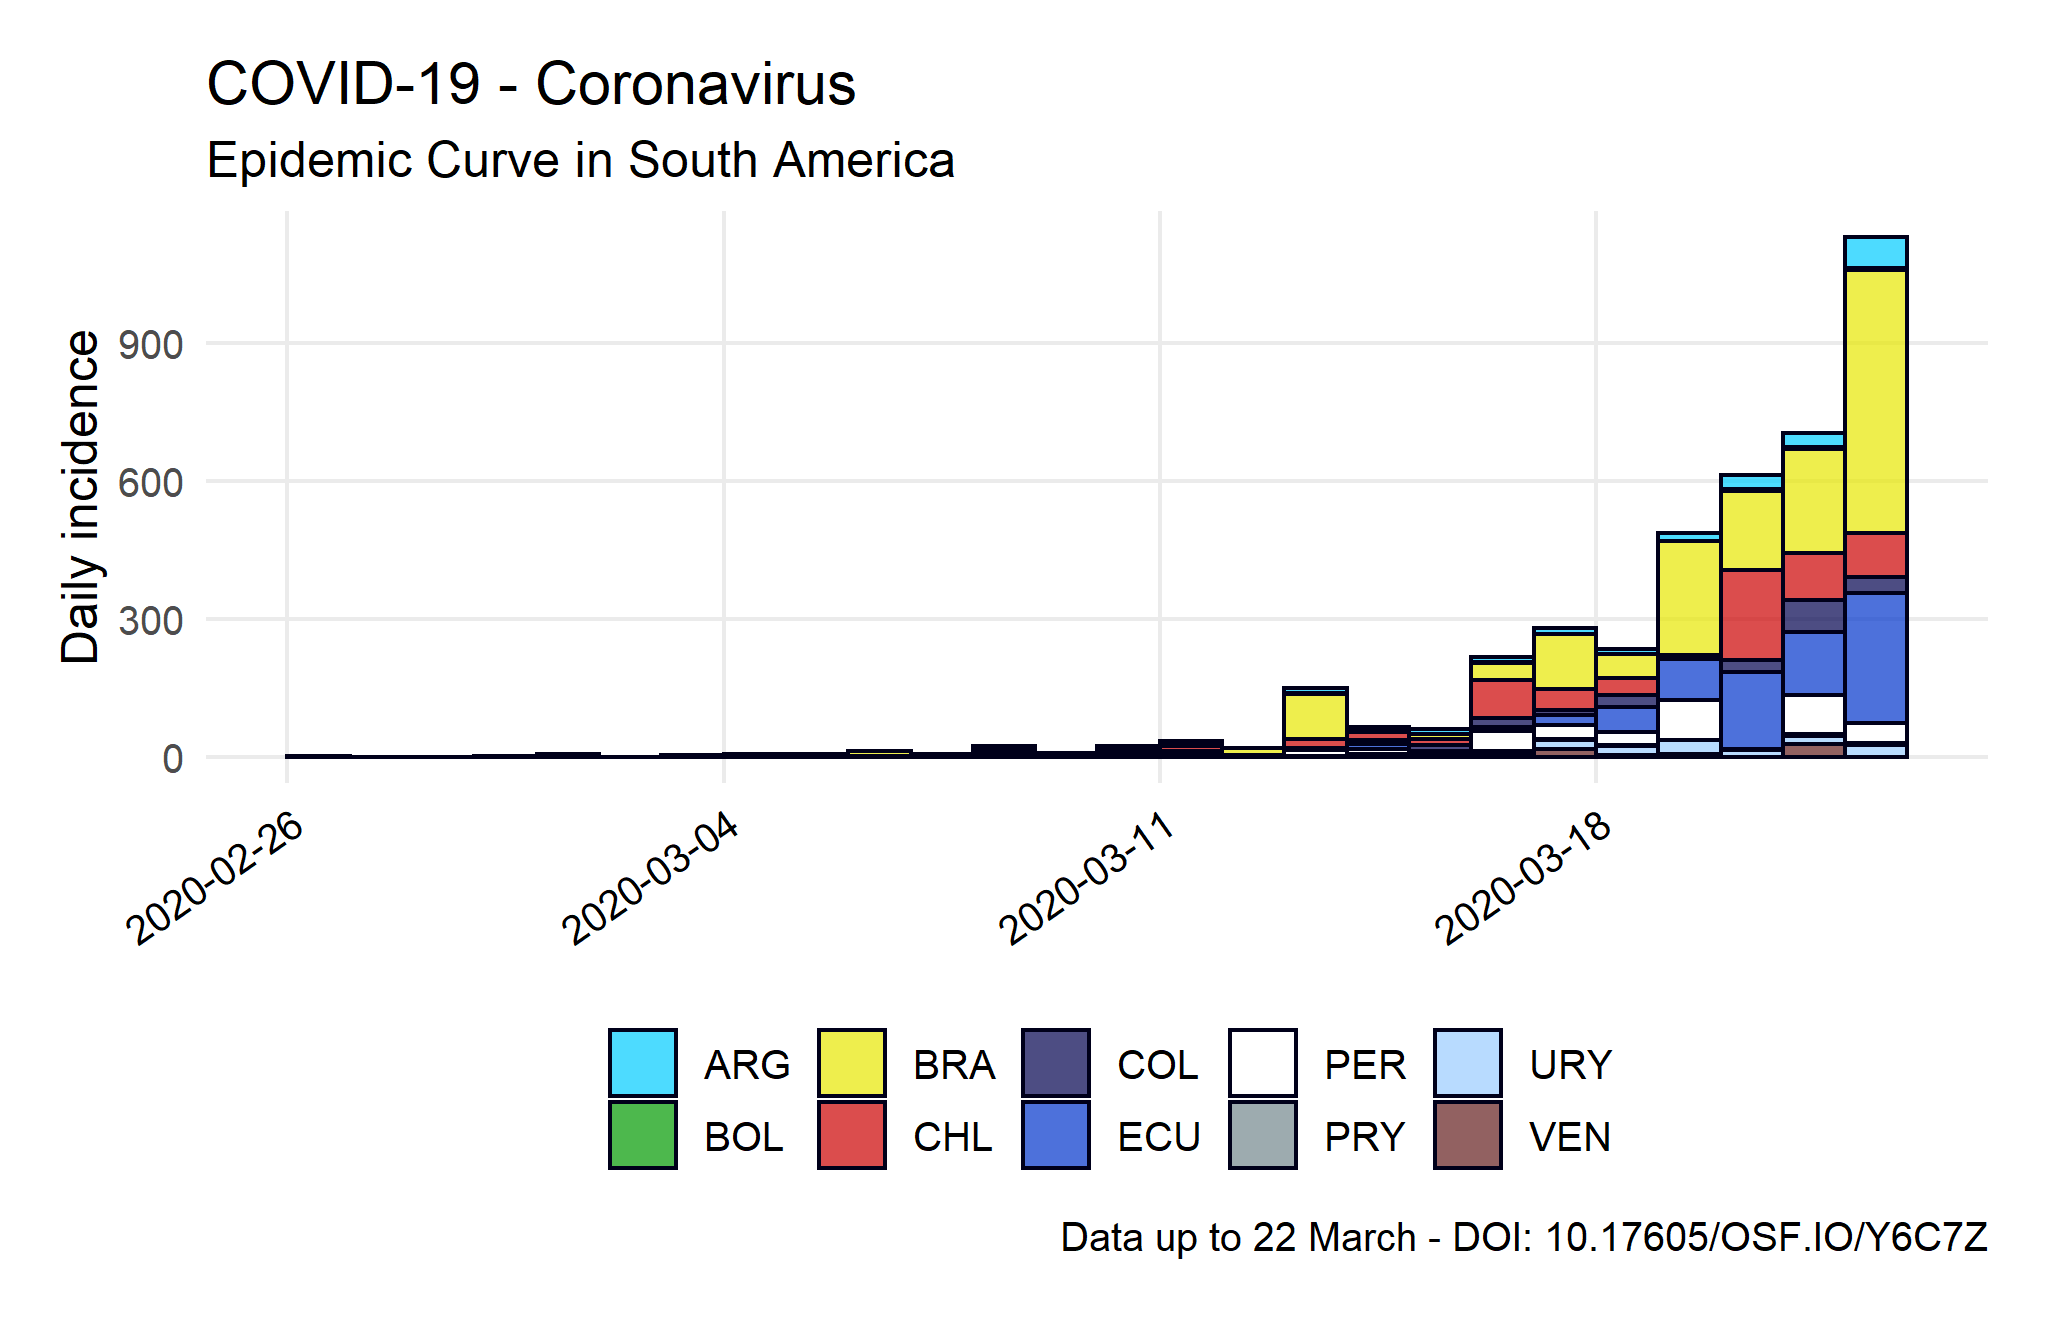 COVID-19 - Coronavirus
Epidemic Curve in South America
Daily incidence
900
600
300
0
2020-02-26
2020-03-04
2020-03-11
2020-03-18
ARG BRA COL PER URY
BOL CHL ECU PRY VEN
Data up to 22 March - DOI: 10.17605/OSF.IO/Y6C7Z